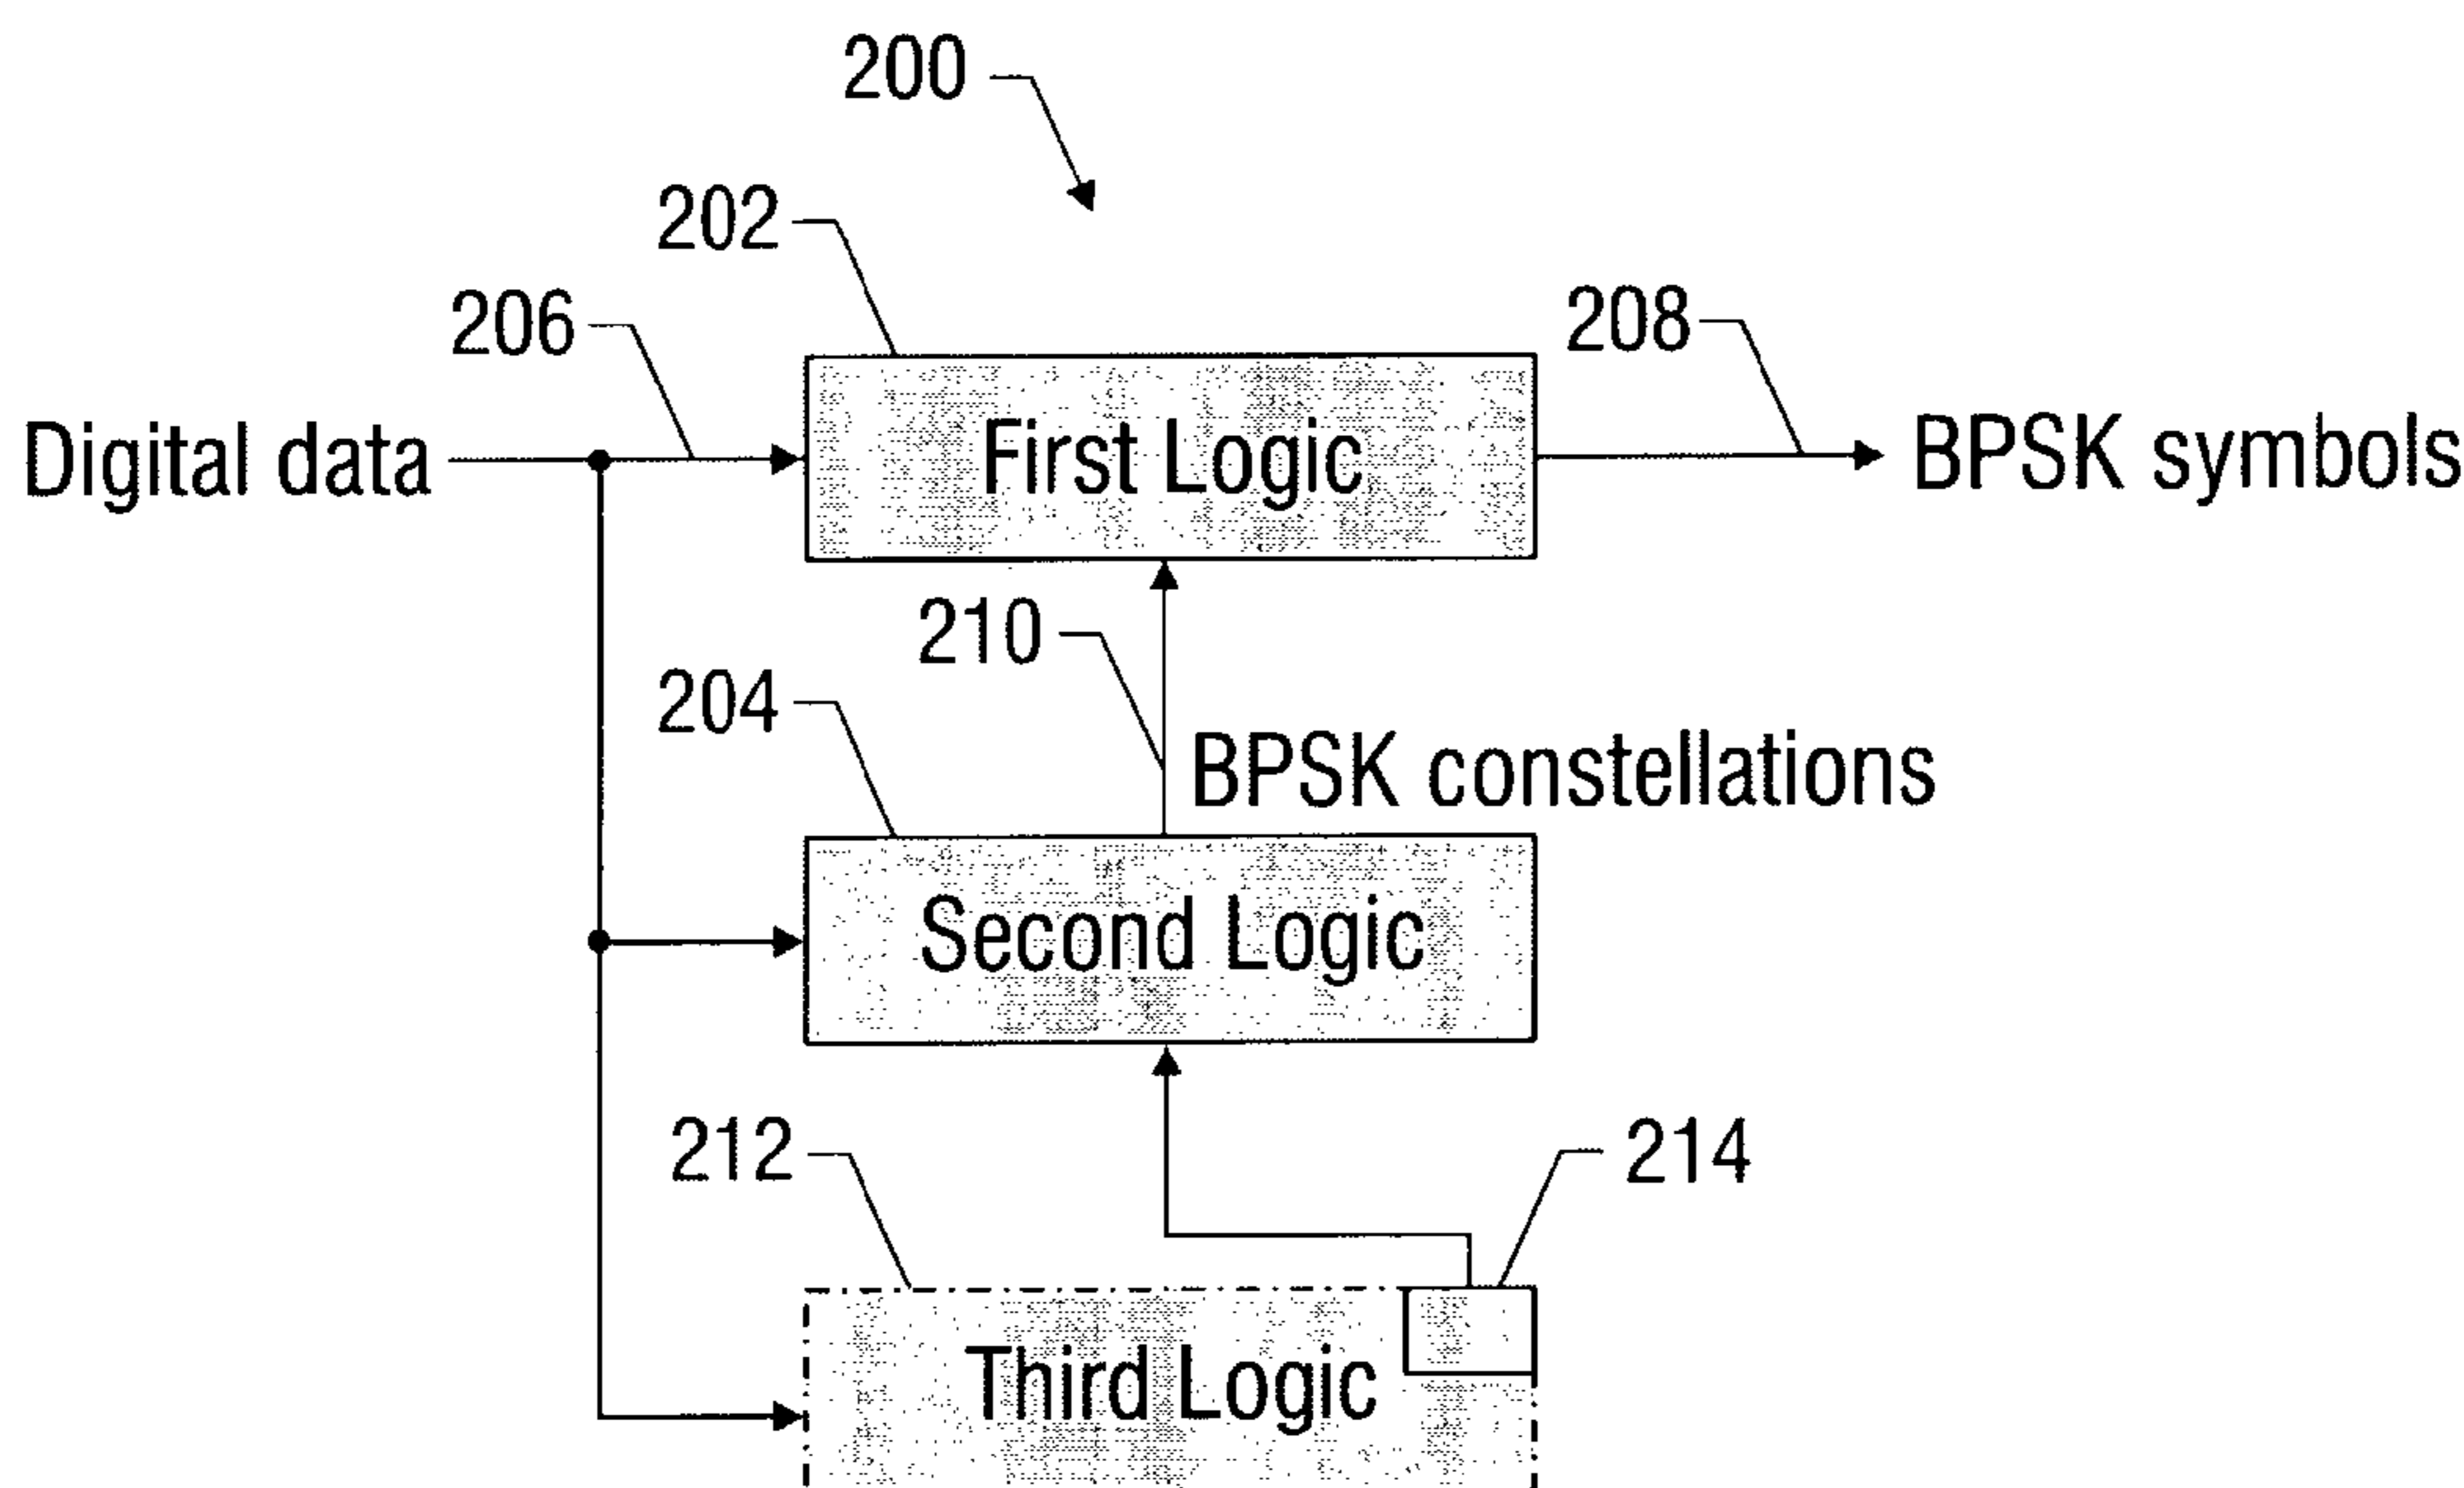 200
202
206
208
Digital data
First Logic
BPSK symbols
210
204
BPSK constellations
Second Logic
212
214
Third Logic